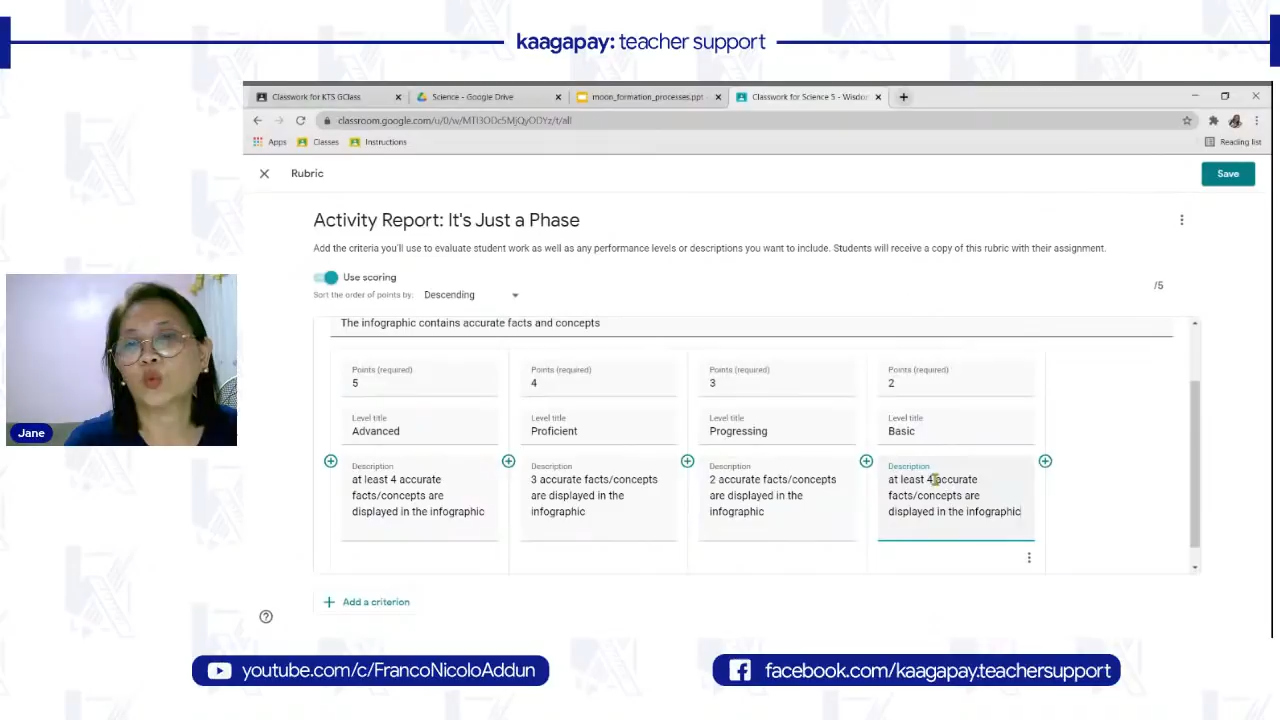 kaagapay: teacher support
Classwork for KTS GClass
Science - Google Drive
moon_formation_processes.ppt -
Classwork for Science 5 - Wisdo
Apps
Classes
Instructions
Reading list
Rubric
Save
Activity Report: It's Just a Phase
Add the criteria you'll use to evaluate student work as well as any performance levels or descriptions you want to include. Students will receive a copy of this rubric with their assignment.
Use scoring
Sort the order of points by: Descending
/5
The infographic contains accurate facts and concepts
Points (required)
5
Level title
Advanced
Description
at least 4 accurate
facts/concepts are
displayed in the infographic
Points (required)
4
Level title
Proficient
Description
3 accurate facts/concepts
are displayed in the
infographic
Points (required)
3
Level title
Progressing
Description
2 accurate facts/concepts
are displayed in the
infographic
Points (required)
2
Level title
Basic
Description
at least 4 accurate
facts/concepts are
displayed in the infographic
Add a criterion
Jane
youtube.com/c/FrancoNicoloAddun
facebook.com/kaagapay.teachersupport